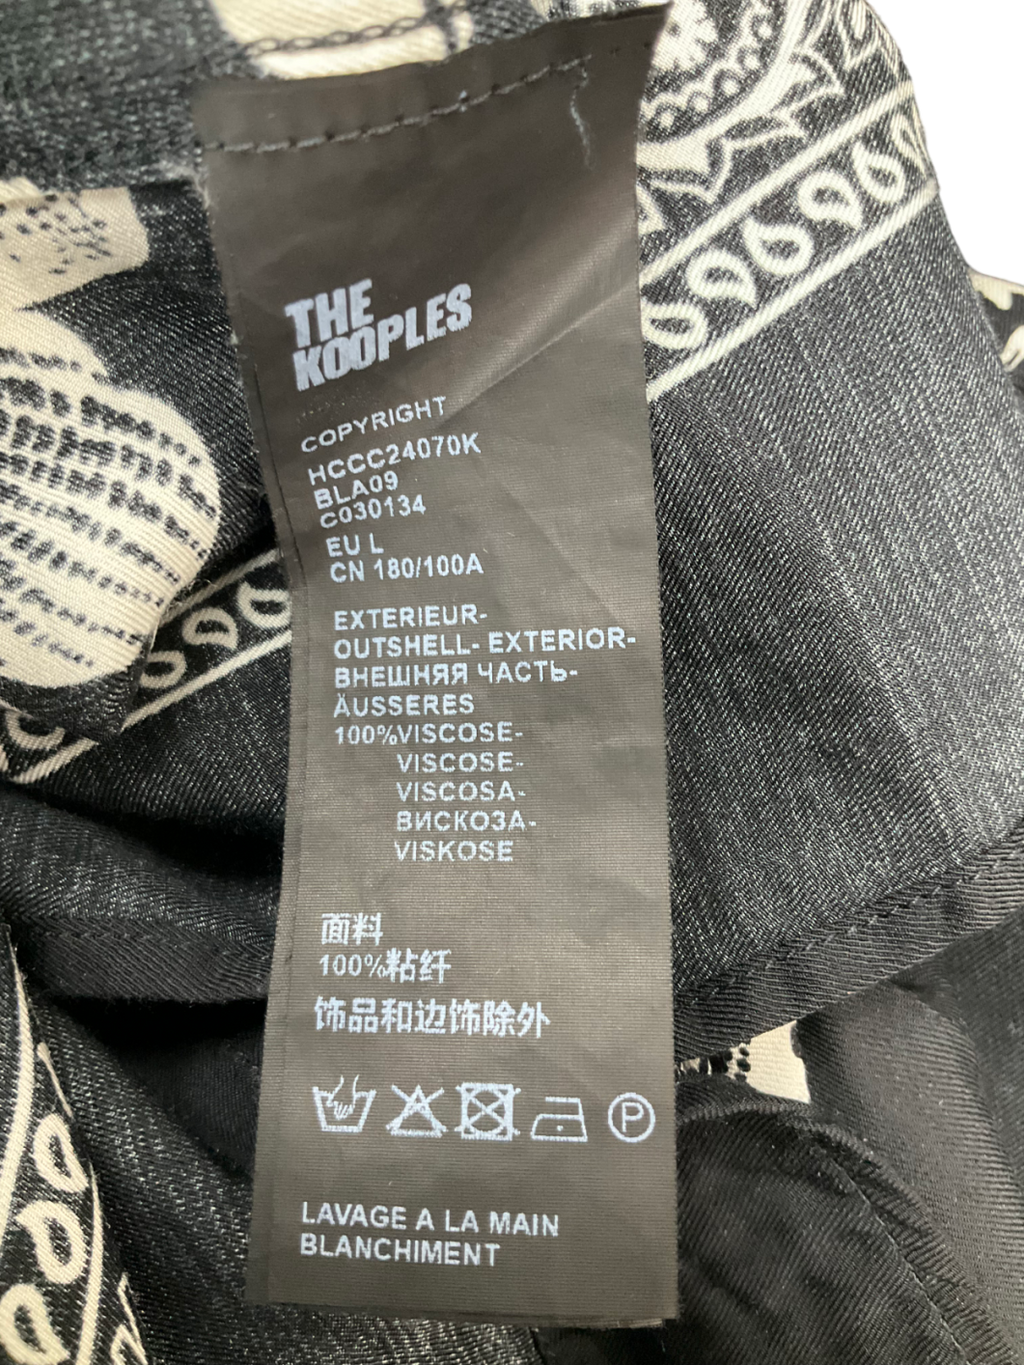 THE
KOOPLES
COPYRIGHT
HCCC24070K
BLA09
C030134
EU L
CN 180/100A
EXTERIEUR-
OUTSHELL- EXTERIOR-
ВНЕШНЯЯ ЧАСТЬ-
ÄUSSERES
100%VISCOSE-
VISCOSE-
VISCOSA-
ВИСКОЗА-
VISKOSE
面料
100%粘纤
饰品和边饰除外
P
LAVAGE A LA MAIN
BLANCHIMENT